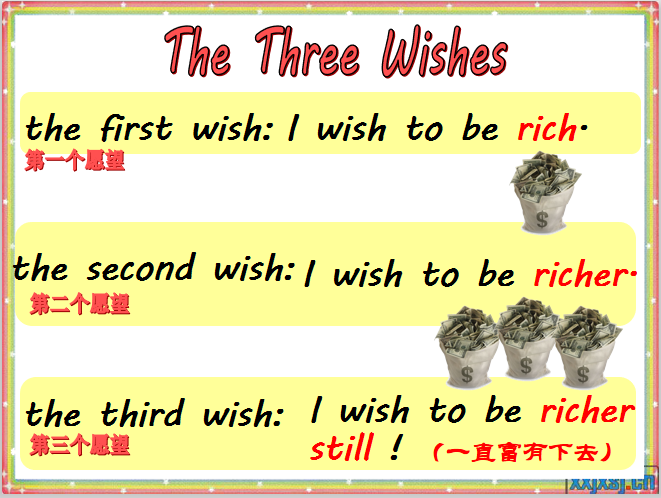 The Three Wishes
the first wish: I wish to be rich.
第一个愿望
$
the second wish: I wish to be richer.
第二个愿望
$ $ $
the third wish: I wish to be richer
第三个愿望
still ! (一直富有下去)
xxjxsj.cn